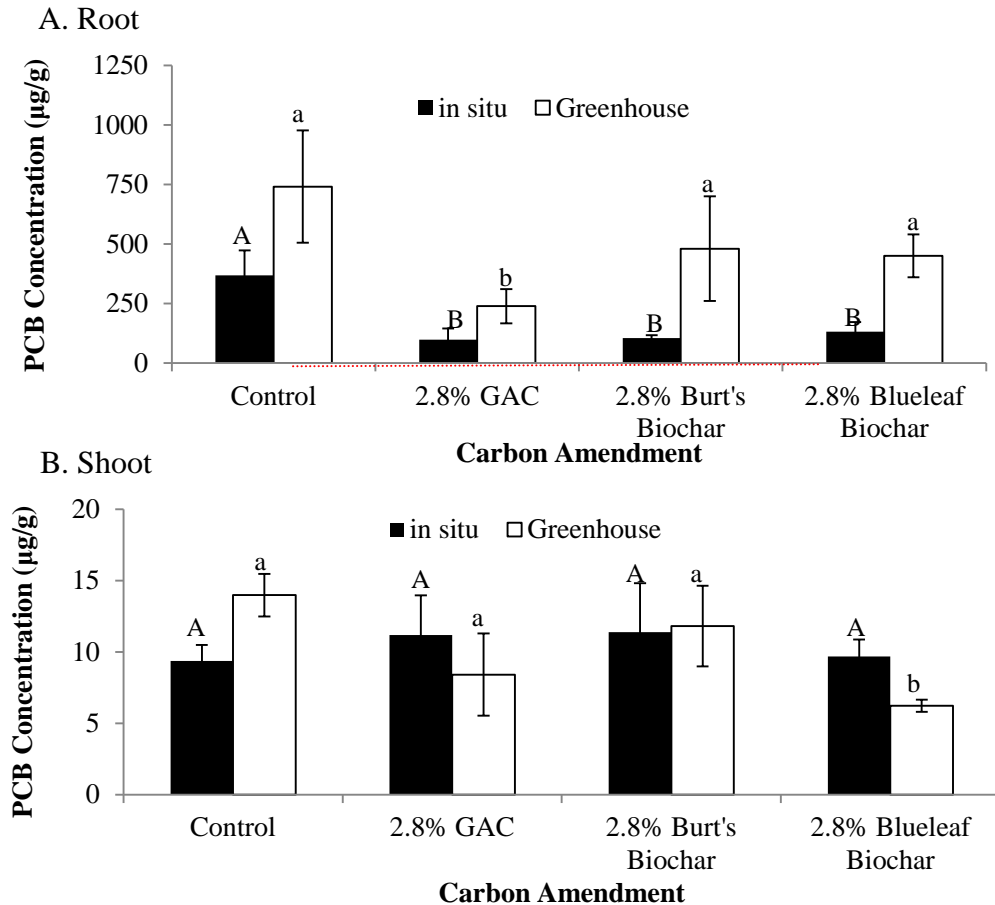 A. Root
PCB Concentration (µg/g)
1250
1000
750
500
250
0
in situ Greenhouse
A a
B b
B a
B a
Control 2.8% GAC 2.8% Burt's 2.8% Blueleaf
Biochar Biochar
Carbon Amendment
B. Shoot
PCB Concentration (µg/g)
20
15
10
5
0
in situ Greenhouse
A a
A a
A a
A b
Control 2.8% GAC 2.8% Burt's 2.8% Blueleaf
Biochar Biochar
Carbon Amendment